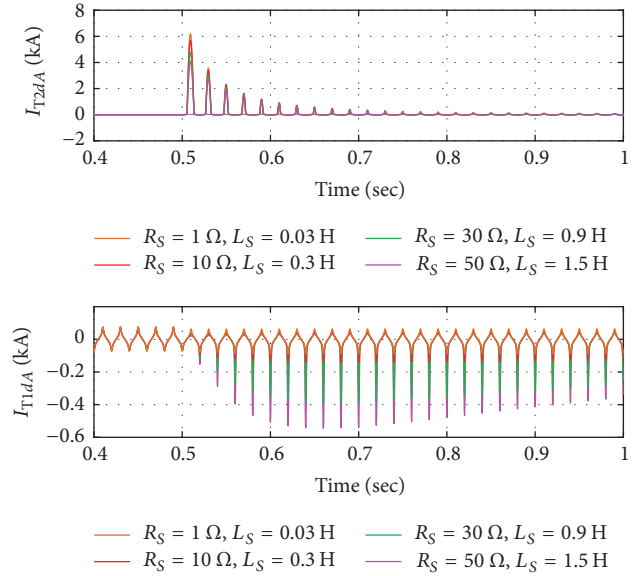 I_T2dA (kA)
8
6
4
2
0
−2
0.4 0.5 0.6 0.7 0.8 0.9 1
Time (sec)
R_S = 1 Ω, L_S = 0.03 H
R_S = 10 Ω, L_S = 0.3 H
R_S = 30 Ω, L_S = 0.9 H
R_S = 50 Ω, L_S = 1.5 H
I_T1dA (kA)
0
−0.2
−0.4
−0.6
0.4 0.5 0.6 0.7 0.8 0.9 1
Time (sec)
R_S = 1 Ω, L_S = 0.03 H
R_S = 10 Ω, L_S = 0.3 H
R_S = 30 Ω, L_S = 0.9 H
R_S = 50 Ω, L_S = 1.5 H